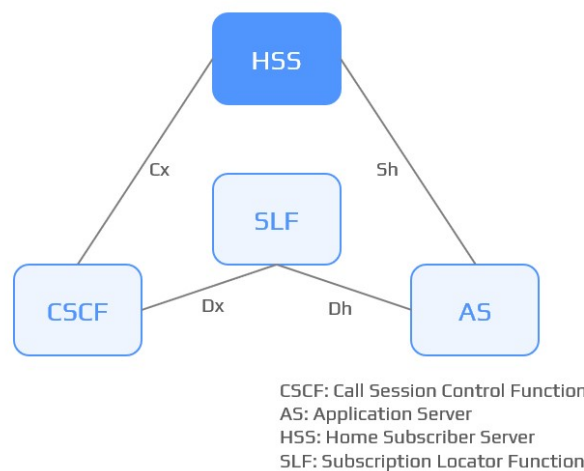 HSS
Cx
Sh
SLF
CSCF
Dx
Dh
AS
CSCF: Call Session Control Function
AS: Application Server
HSS: Home Subscriber Server
SLF: Subscription Locator Function